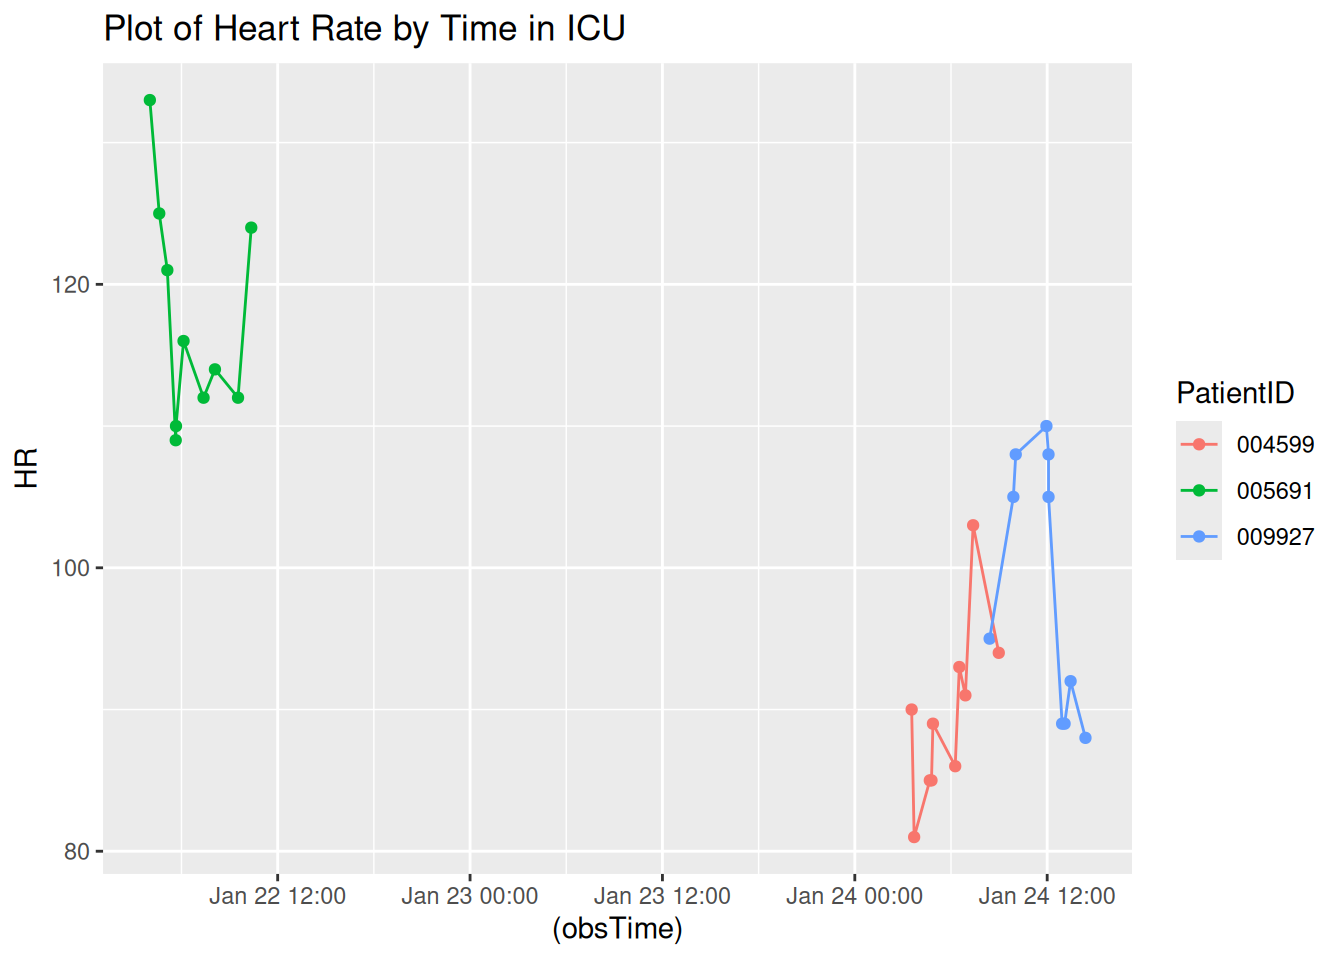 Plot of Heart Rate by Time in ICU
HR
120
100
80
Jan 22 12:00
Jan 23 00:00
Jan 23 12:00
Jan 24 00:00
Jan 24 12:00
(obsTime)
PatientID
004599
005691
009927